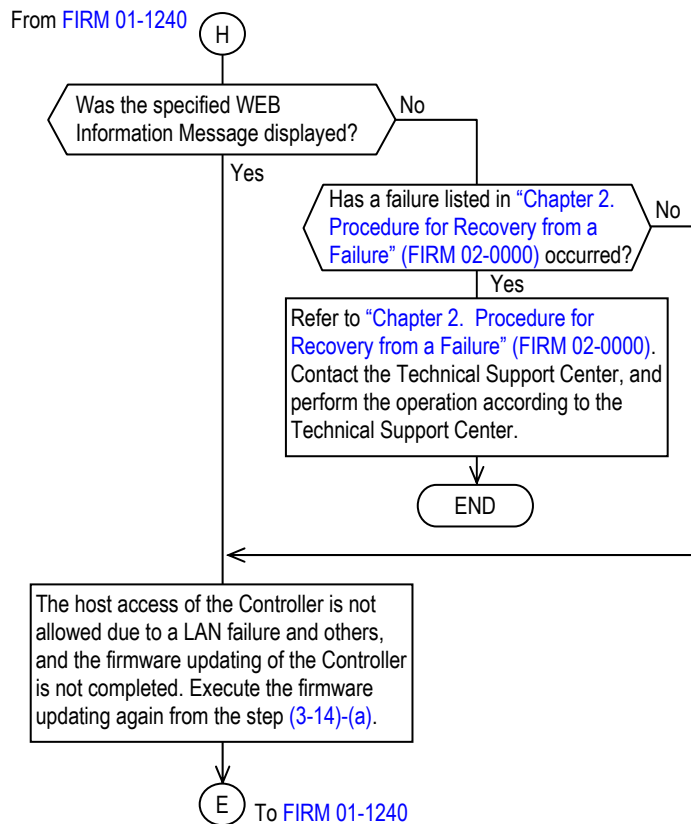 From FIRM 01-1240
H
Was the specified WEB
Information Message displayed?
No
Yes
Has a failure listed in “Chapter 2.
Procedure for Recovery from a
Failure” (FIRM 02-0000) occurred?
No
Yes
Refer to “Chapter 2.  Procedure for
Recovery from a Failure” (FIRM 02-0000).
Contact the Technical Support Center, and
perform the operation according to the
Technical Support Center.
END
The host access of the Controller is not
allowed due to a LAN failure and others,
and the firmware updating of the Controller
is not completed. Execute the firmware
updating again from the step (3-14)-(a).
E
To FIRM 01-1240